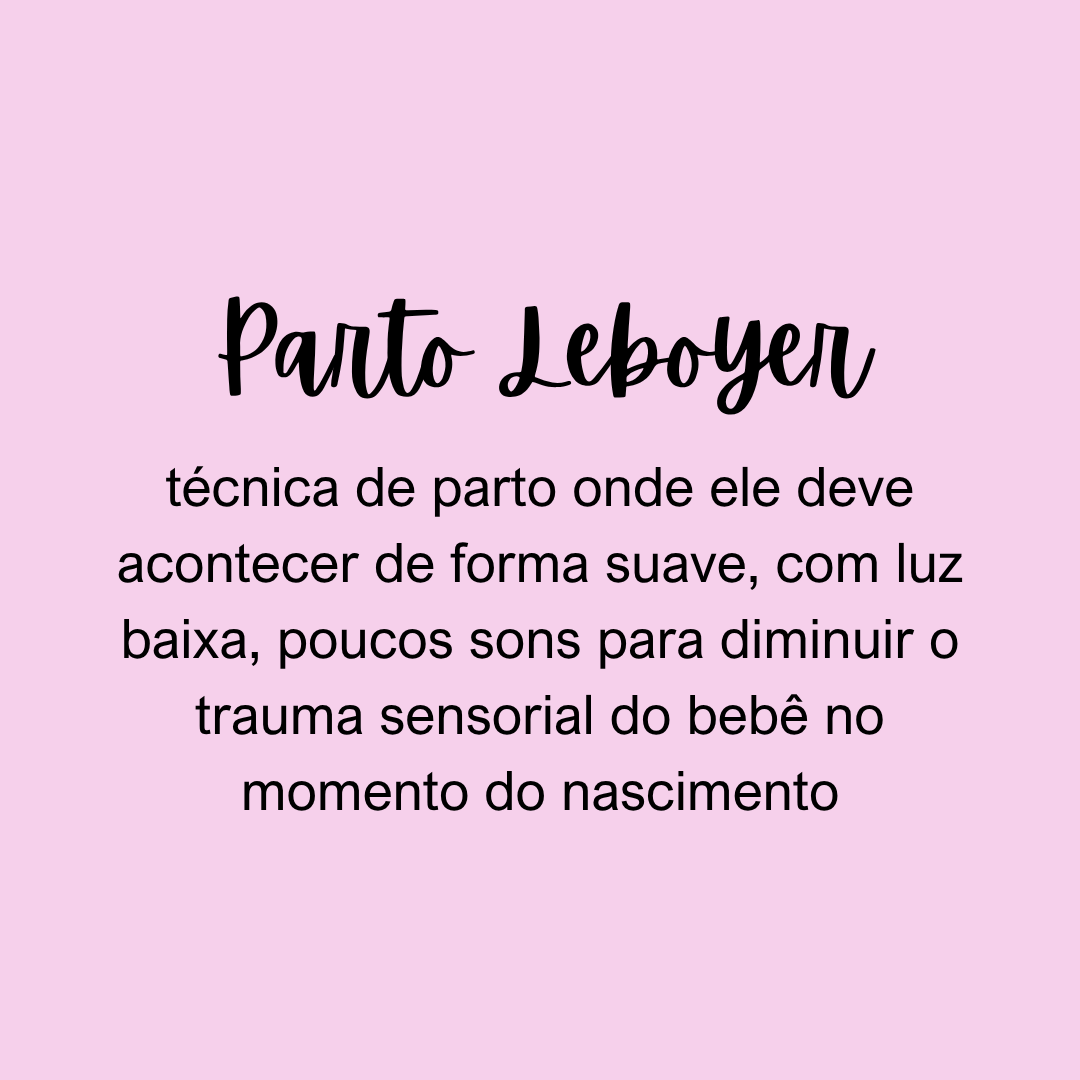 Parto Leboyer
técnica de parto onde ele deve
acontecer de forma suave, com luz
baixa, poucos sons para diminuir o
trauma sensorial do bebê no
momento do nascimento